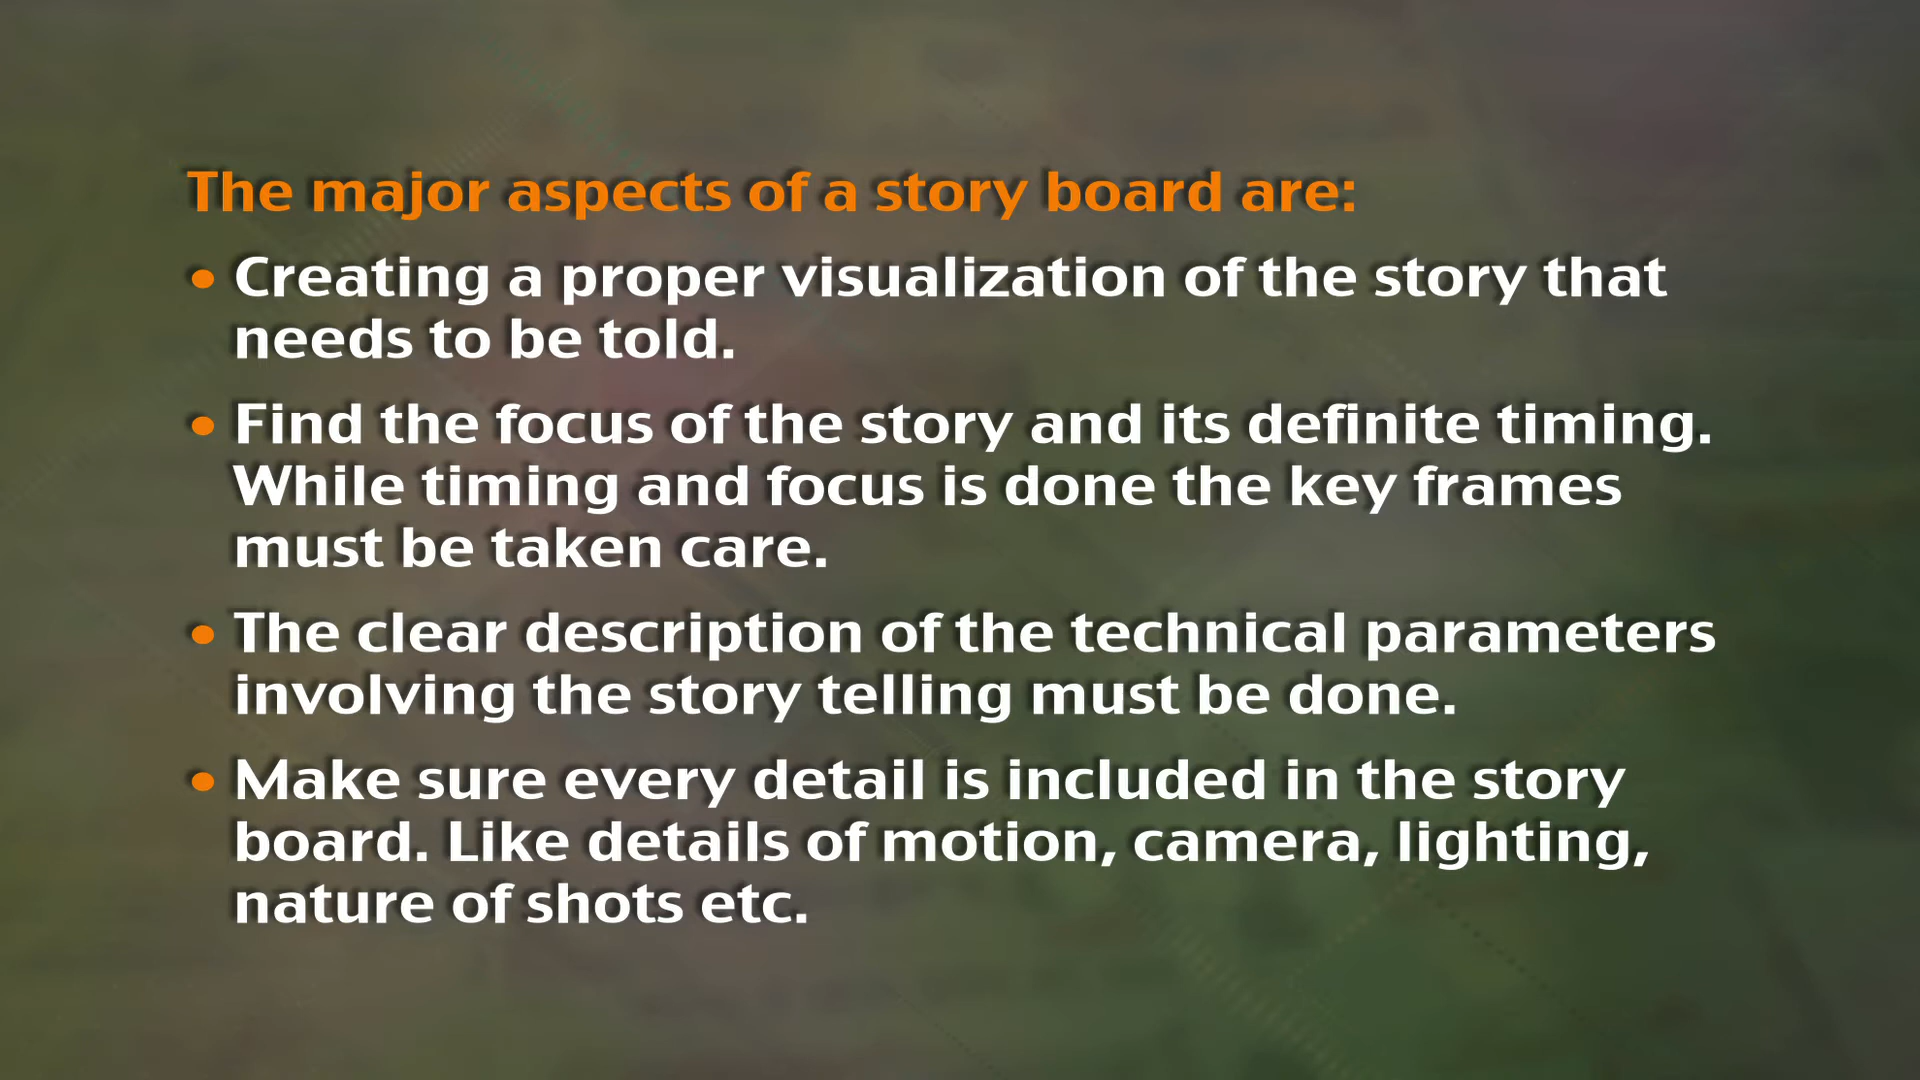 The major aspects of a story board are:
• Creating a proper visualization of the story that
needs to be told.
• Find the focus of the story and its definite timing.
While timing and focus is done the key frames
must be taken care.
• The clear description of the technical parameters
involving the story telling must be done.
• Make sure every detail is included in the story
board. Like details of motion, camera, lighting,
nature of shots etc.